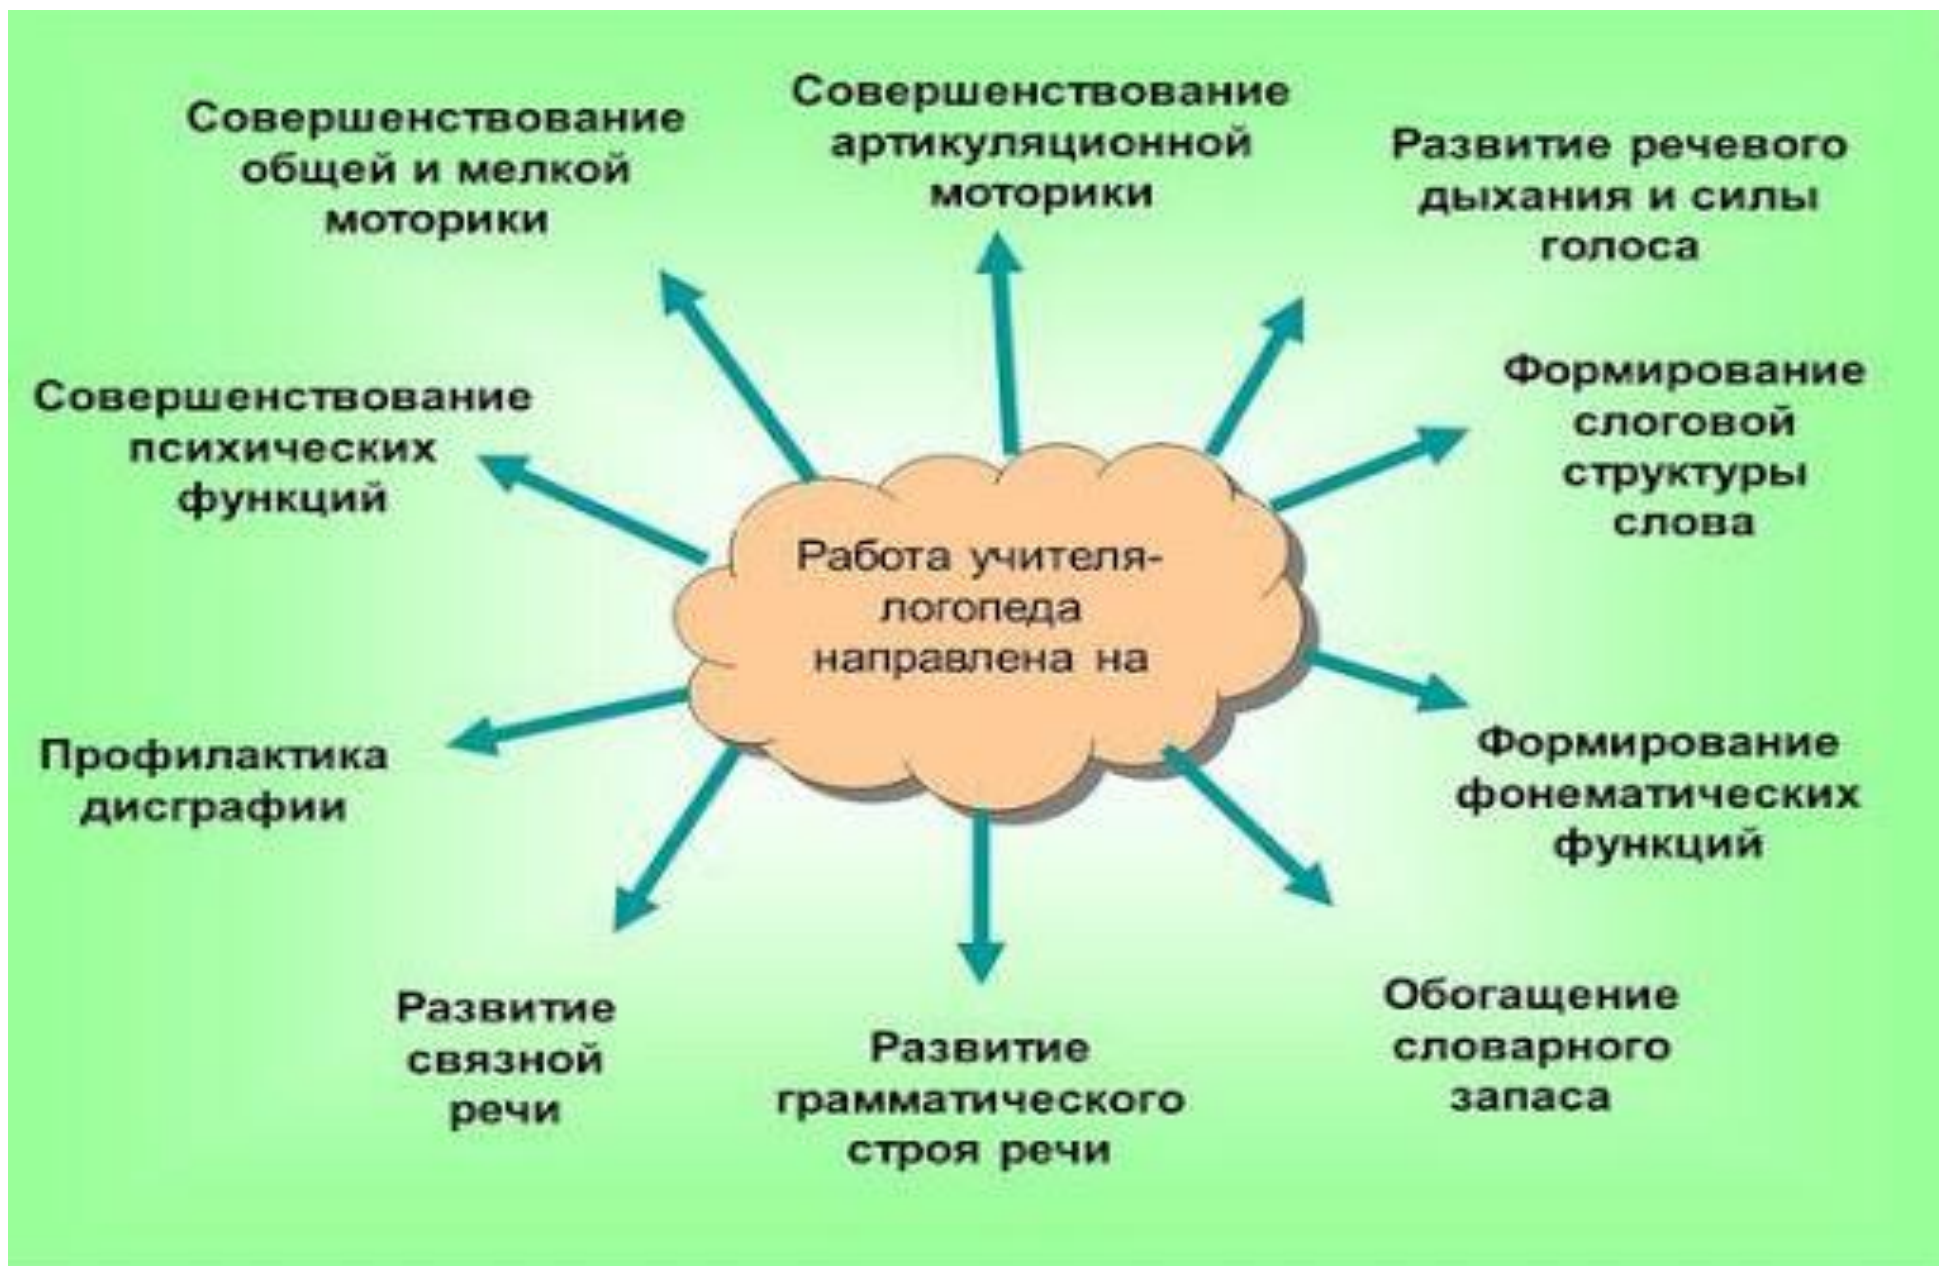 Совершенствование
общей и мелкой
моторики
Совершенствование
артикуляционной
моторики
Развитие речевого
дыхания и силы
голоса
Совершенствование
психических
функций
Формирование
слоговой
структуры
слова
Работа учителя-
логопеда
направлена на
Профилактика
дисграфии
Формирование
фонематических
функций
Развитие
связной
речи
Развитие
грамматического
строя речи
Обогащение
словарного
запаса